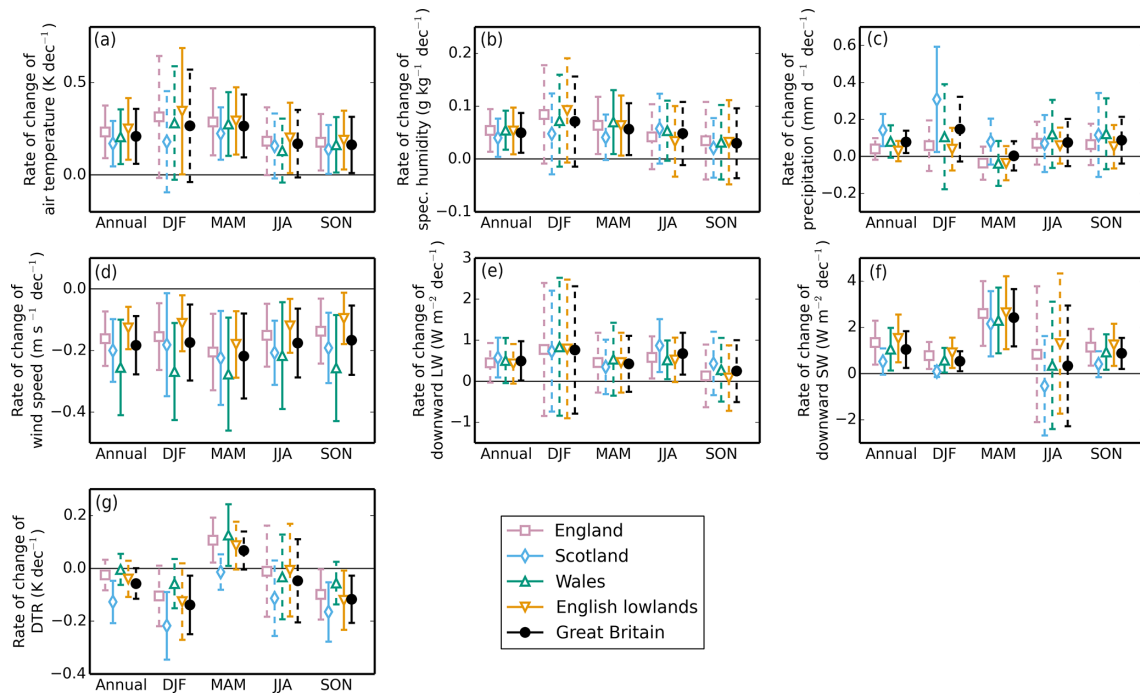 (a)
Rate of change of
air temperature (K dec⁻¹)
0.5
0.0
Annual DJF MAM JJA SON
(b)
Rate of change of
spec. humidity (g kg⁻¹ dec⁻¹)
0.2
0.1
0.0
−0.1
Annual DJF MAM JJA SON
(c)
Rate of change of
precipitation (mm d⁻¹ dec⁻¹)
0.6
0.4
0.2
0.0
−0.2
Annual DJF MAM JJA SON
(d)
Rate of change of
wind speed (m s⁻¹ dec⁻¹)
0.0
−0.2
−0.4
Annual DJF MAM JJA SON
(e)
Rate of change of
downward LW (W m⁻² dec⁻¹)
3
2
1
0
−1
Annual DJF MAM JJA SON
(f)
Rate of change of
downward SW (W m⁻² dec⁻¹)
4
2
0
−2
Annual DJF MAM JJA SON
(g)
Rate of change of
DTR (K dec⁻¹)
0.2
0.0
−0.2
−0.4
Annual DJF MAM JJA SON
England
Scotland
Wales
English lowlands
Great Britain